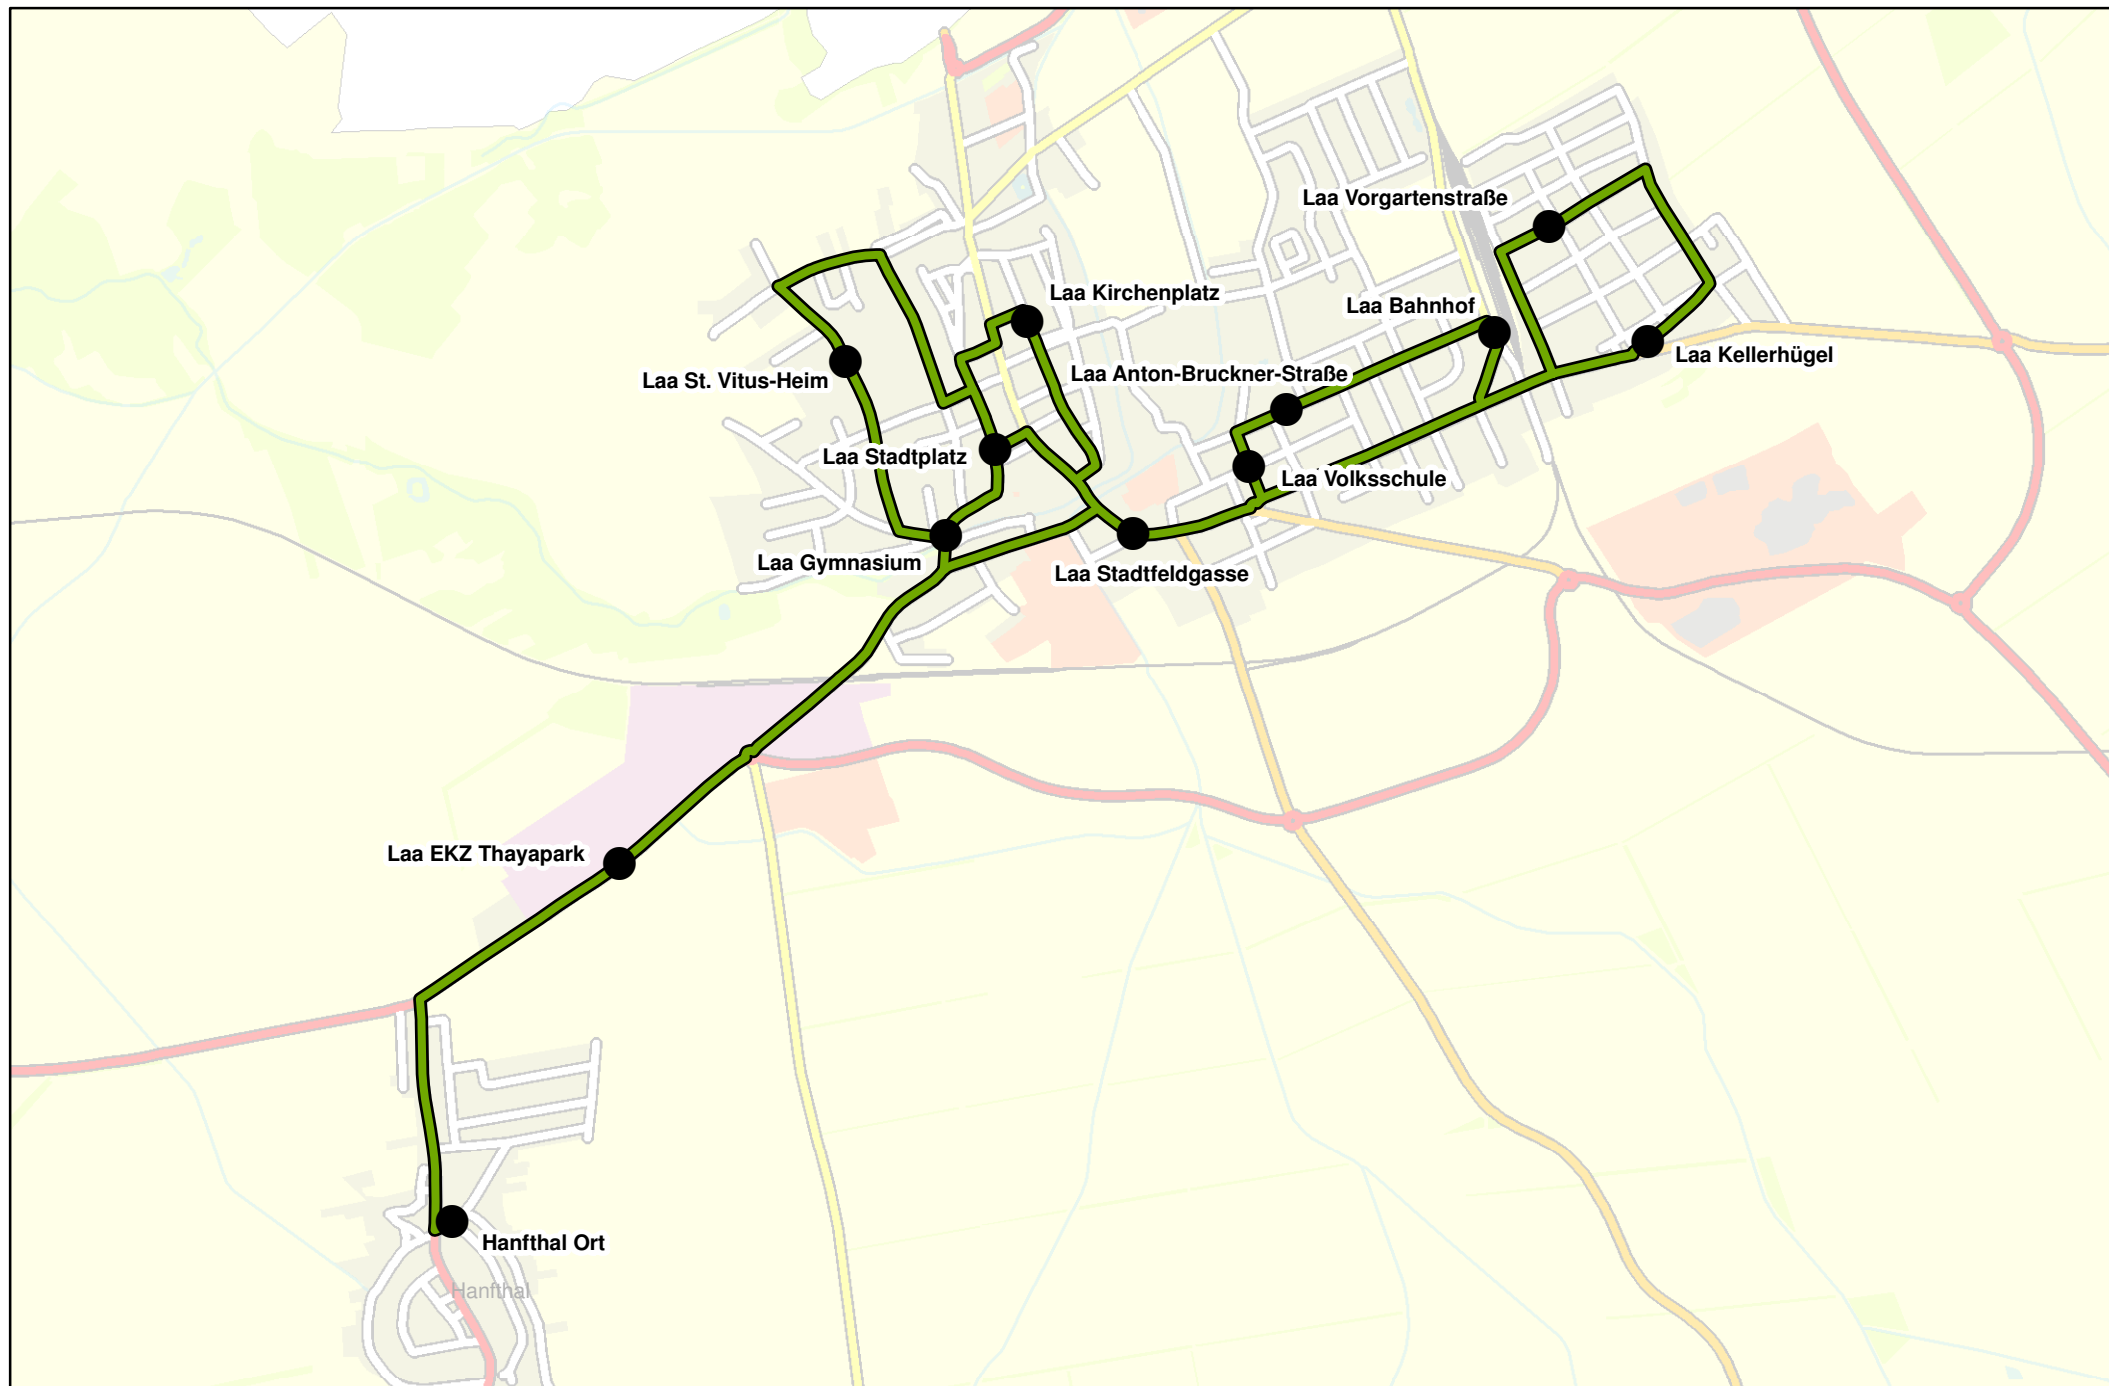 Laa Vorgartenstraße
Laa Kirchenplatz
Laa Bahnhof
Laa Kellerhügel
Laa St. Vitus-Heim
Laa Anton-Bruckner-Straße
Laa Stadtplatz
Laa Volksschule
Laa Gymnasium
Laa Stadtfeldgasse
Laa EKZ Thayapark
Hanfthal Ort
Hanfthal